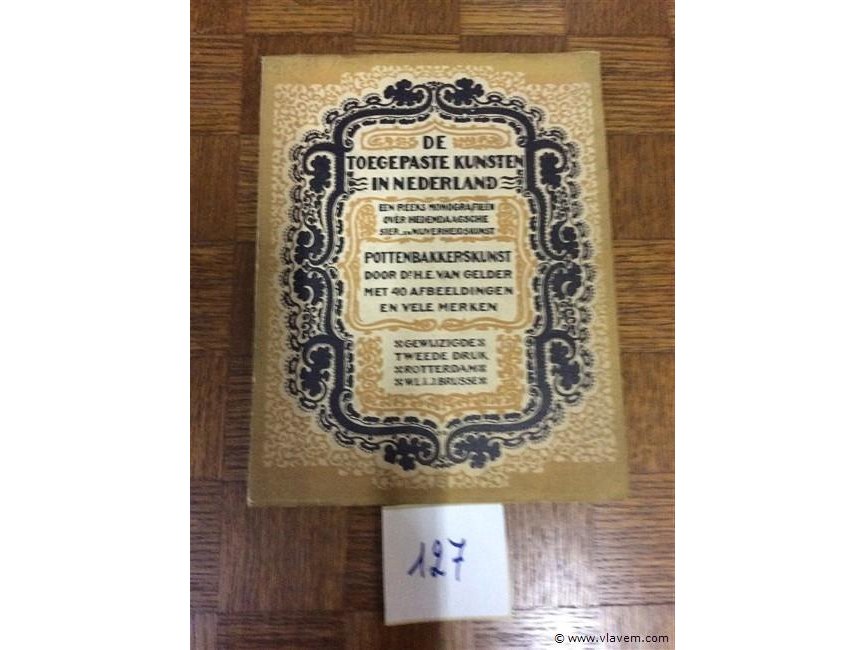 DE
TOEGEPASTE KUNSTEN
IN NEDERLAND
EEN REEKS MONOGRAFIEEN
OVER HEDENDAAGSCHE
SIER EN NIJVERHEIDSKUNST
POTTENBAKKERSKUNST
DOOR Dr H.E. VAN GELDER
MET 40 AFBEELDINGEN
EN VELE MERKEN
GEWIJZIGDE
TWEEDE DRUK
ROTTERDAM
W.L.&J. BRUSSE
127
© www.vlavem.com